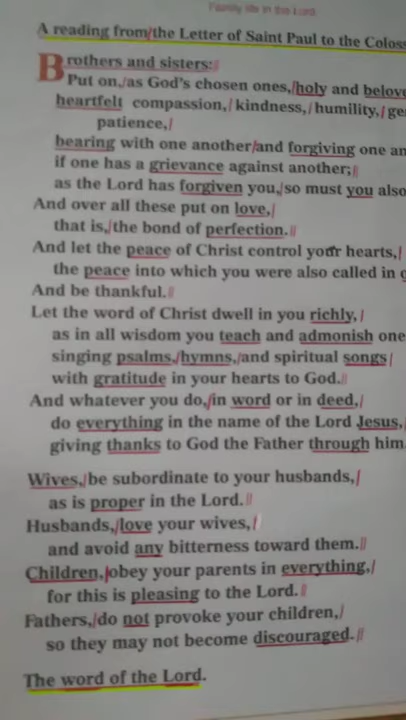 Family life in the Lord
A reading from the Letter of Saint Paul to the Coloss
Brothers and sisters:
Put on, as God's chosen ones, holy and belove
heartfelt compassion, kindness, humility, ge
patience,
bearing with one another and forgiving one an
if one has a grievance against another;
as the Lord has forgiven you, so must you also
And over all these put on love,
that is, the bond of perfection.
And let the peace of Christ control your hearts,
the peace into which you were also called in
And be thankful.
Let the word of Christ dwell in you richly,
as in all wisdom you teach and admonish one
singing psalms, hymns, and spiritual songs
with gratitude in your hearts to God.
And whatever you do, in word or in deed,
do everything in the name of the Lord Jesus,
giving thanks to God the Father through him
Wives, be subordinate to your husbands,
as is proper in the Lord.
Husbands, love your wives,
and avoid any bitterness toward them.
Children, obey your parents in everything,
for this is pleasing to the Lord.
Fathers, do not provoke your children,
so they may not become discouraged.
The word of the Lord.